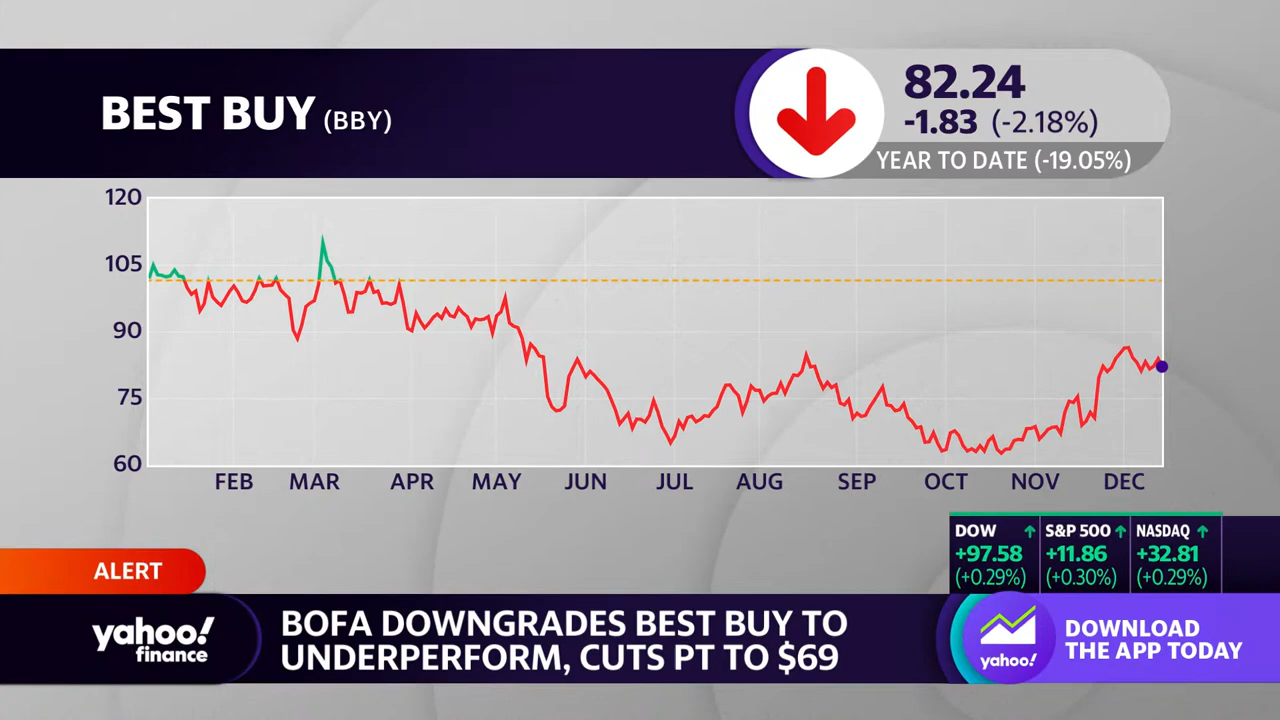 BEST BUY (BBY)
82.24
-1.83 (-2.18%)
YEAR TO DATE (-19.05%)
120
105
90
75
60
FEB MAR APR MAY JUN JUL AUG SEP OCT NOV DEC
DOW
+97.58
(+0.29%)
S&P 500
+11.86
(+0.30%)
NASDAQ
+32.81
(+0.29%)
ALERT
yahoo!
finance
BOFA DOWNGRADES BEST BUY TO
UNDERPERFORM, CUTS PT TO $69
yahoo!
DOWNLOAD
THE APP TODAY